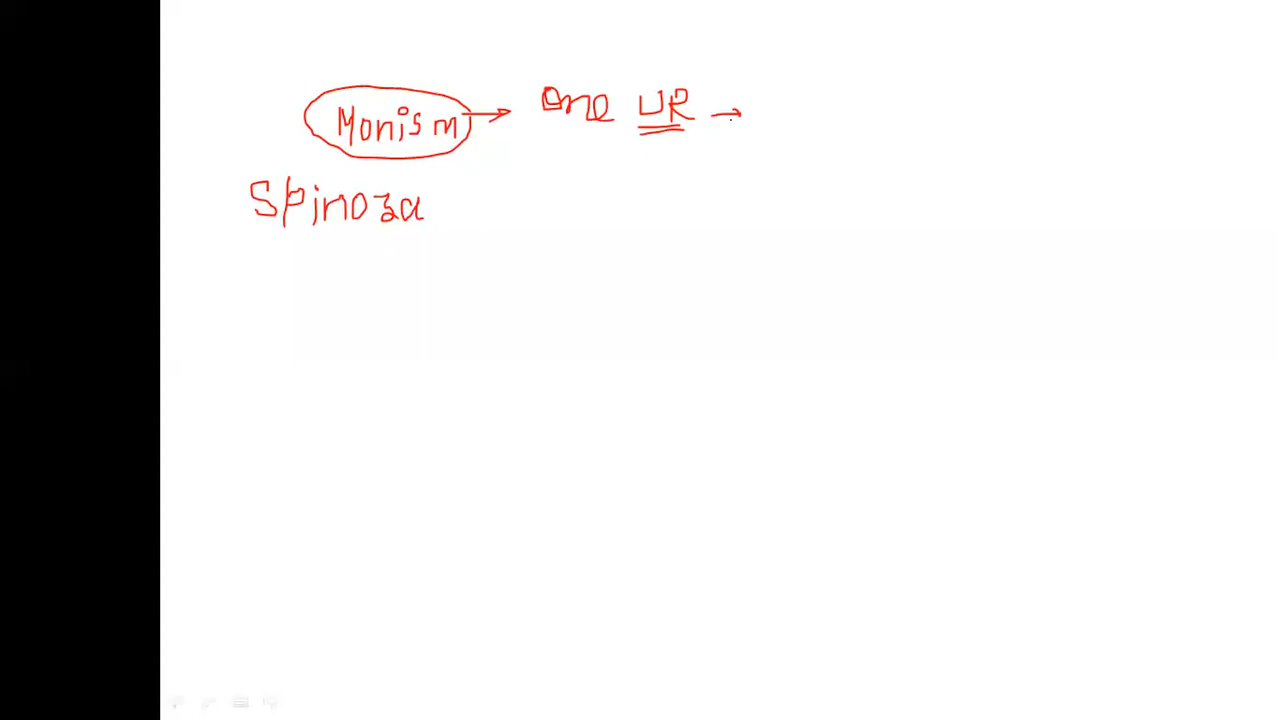 Monism → One UR →
Spinoza